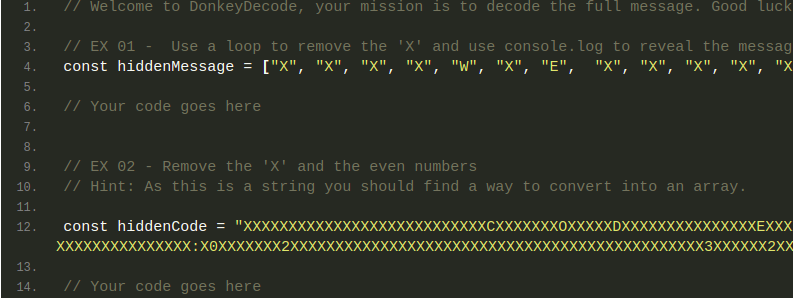 1. // Welcome to DonkeyDecode, your mission is to decode the full message. Good luck
2.
3. // EX 01 -  Use a loop to remove the 'X' and use console.log to reveal the messag
4. const hiddenMessage = ["X", "X", "X", "X", "W", "X", "E",  "X", "X", "X", "X", "X
5.
6. // Your code goes here
7.
8.
9. // EX 02 - Remove the 'X' and the even numbers
10. // Hint: As this is a string you should find a way to convert into an array.
11.
12. const hiddenCode = "XXXXXXXXXXXXXXXXXXXXXXXXXXXCXXXXXXXOXXXXXDXXXXXXXXXXXXXXXEXXX
XXXXXXXXXXXXXXX:X0XXXXXXX2XXXXXXXXXXXXXXXXXXXXXXXXXXXXXXXXXXXXXXXXXXXXXX3XXXXXX2XX
13.
14. // Your code goes here